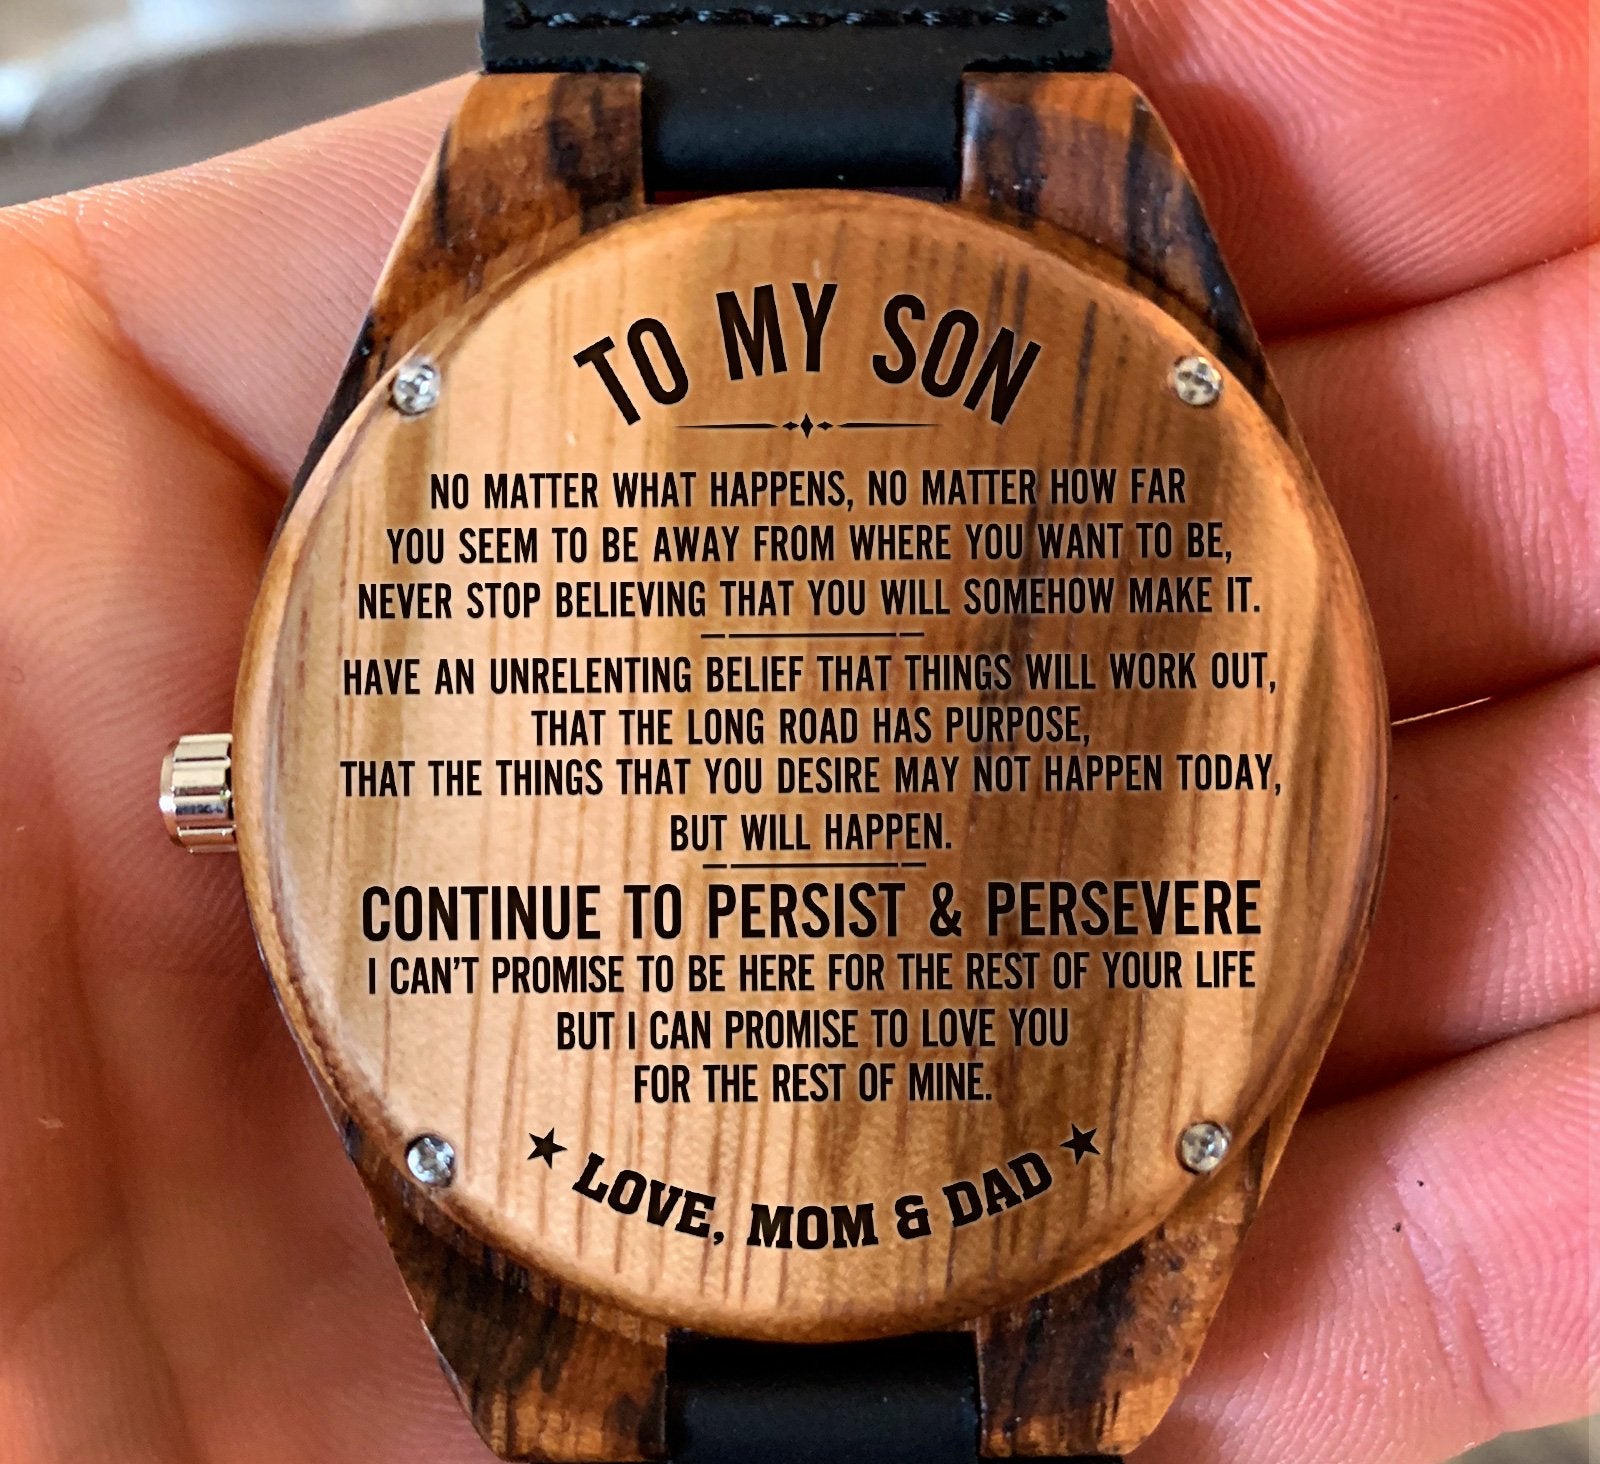 TO MY SON
NO MATTER WHAT HAPPENS, NO MATTER HOW FAR
YOU SEEM TO BE AWAY FROM WHERE YOU WANT TO BE,
NEVER STOP BELIEVING THAT YOU WILL SOMEHOW MAKE IT.
HAVE AN UNRELENTING BELIEF THAT THINGS WILL WORK OUT,
THAT THE LONG ROAD HAS PURPOSE,
THAT THE THINGS THAT YOU DESIRE MAY NOT HAPPEN TODAY,
BUT WILL HAPPEN.
CONTINUE TO PERSIST & PERSEVERE
I CAN'T PROMISE TO BE HERE FOR THE REST OF YOUR LIFE
BUT I CAN PROMISE TO LOVE YOU
FOR THE REST OF MINE.
★ LOVE, MOM & DAD ★